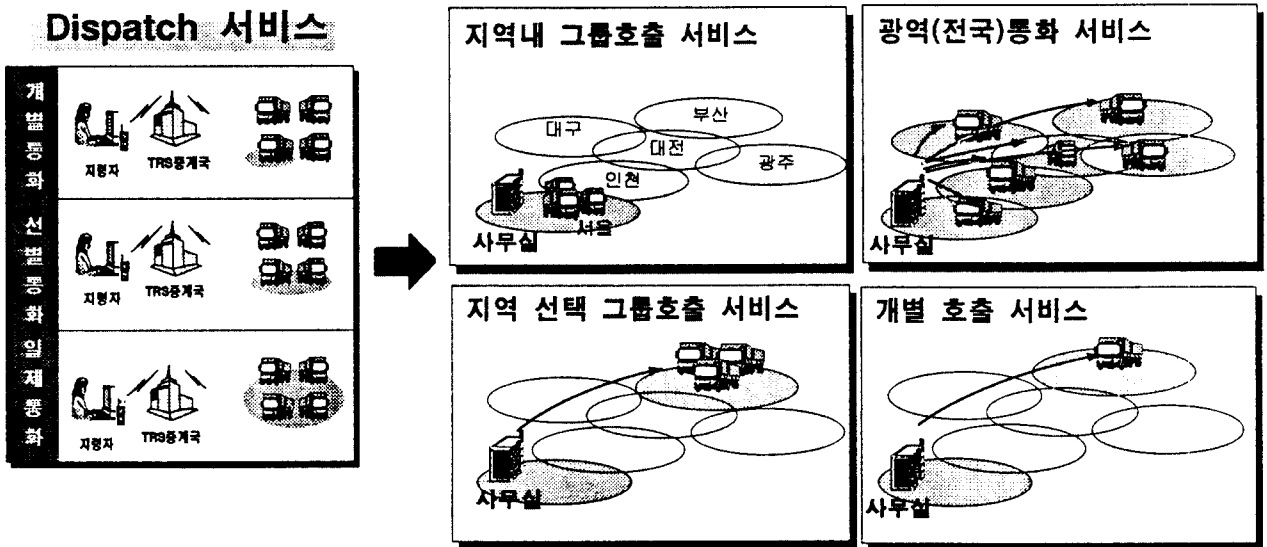 Dispatch 서비스
개별통화
지령자
TRS중계국
선별통화
지령자
TRS중계국
일제통화
지령자
TRS중계국
지역내 그룹호출 서비스
대구
부산
대전
광주
인천
서울
사무실
광역(전국)통화 서비스
사무실
지역 선택 그룹호출 서비스
사무실
개별 호출 서비스
사무실